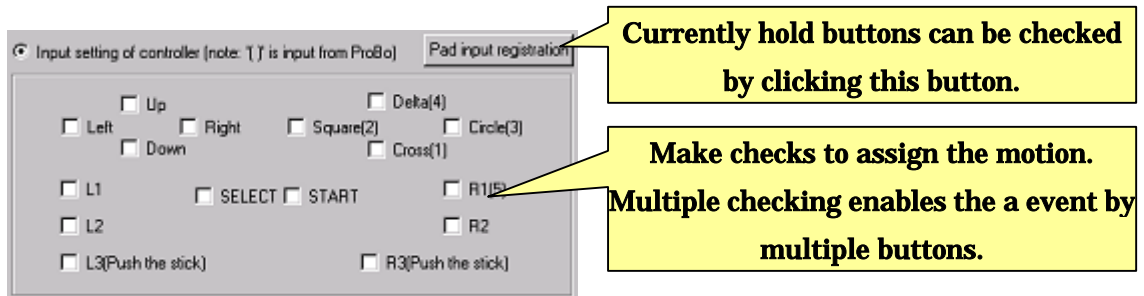 Input setting of controller (note: '( )' is input from ProBo)
Pad input registration
Up
Delta(4)
Left
Right
Square(2)
Circle(3)
Down
Cross(1)
L1
SELECT
START
R1(5)
L2
R2
L3(Push the stick)
R3(Push the stick)
Currently hold buttons can be checked
by clicking this button.
Make checks to assign the motion.
Multiple checking enables the a event by
multiple buttons.